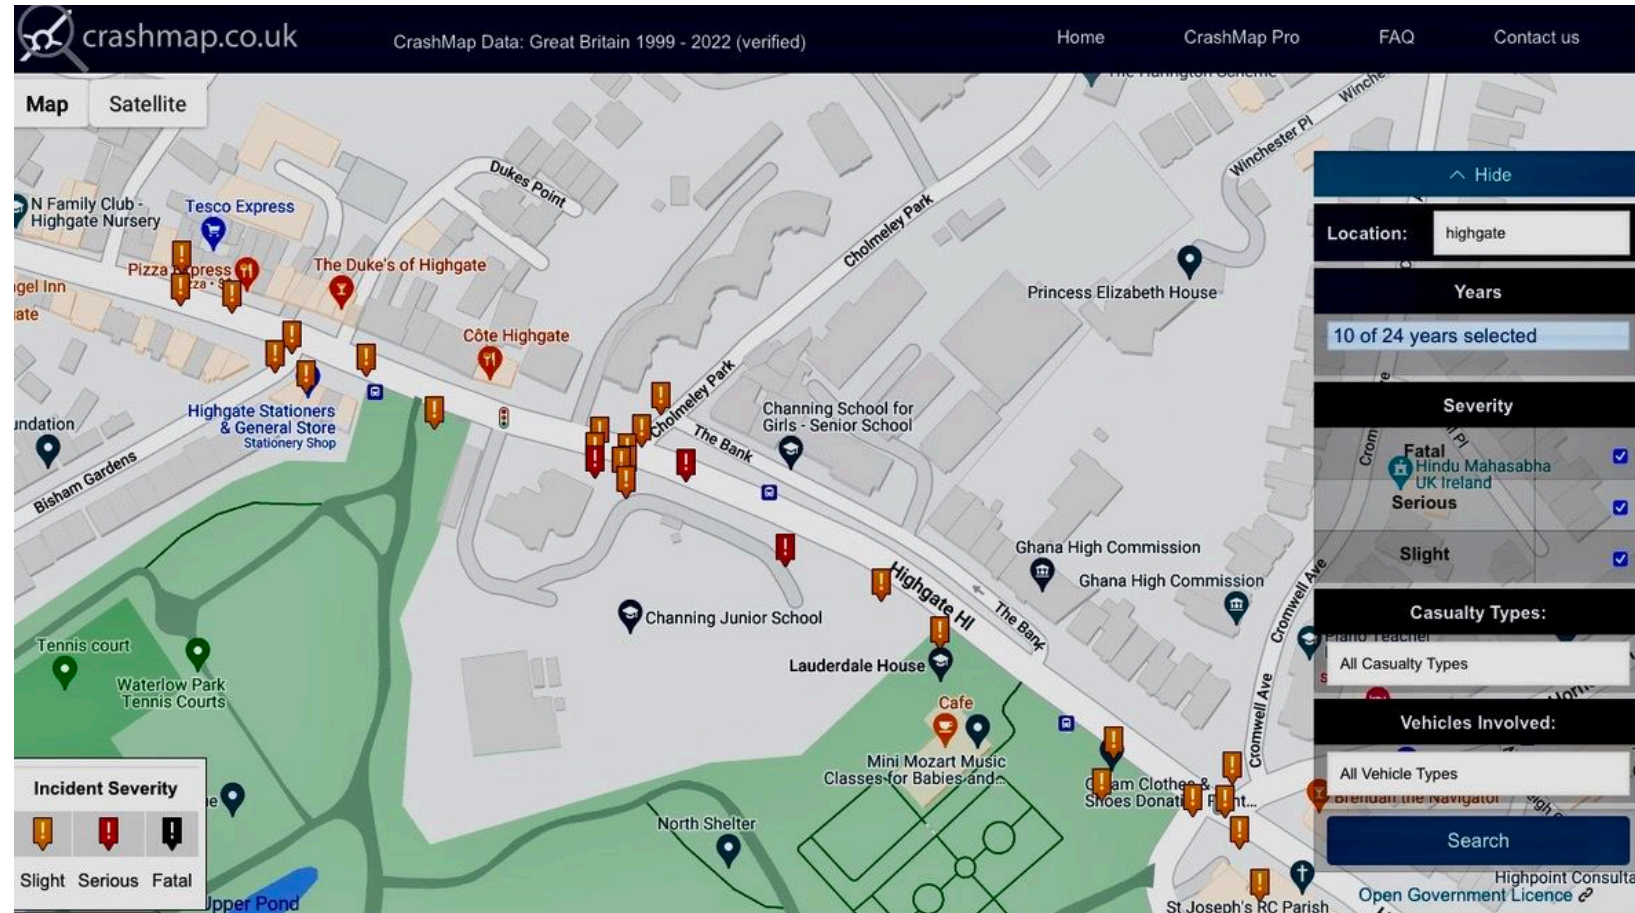 crashmap.co.uk
CrashMap Data: Great Britain 1999 - 2022 (verified)
Home
CrashMap Pro
FAQ
Contact us
Map
Satellite
Winchester Pl
Dukes Point
Hide
N Family Club -
Highgate Nursery
Tesco Express
Cholmeley Park
Location:
highgate
Pizza Express
The Duke's of Highgate
Princess Elizabeth House
Years
10 of 24 years selected
Côte Highgate
Highgate Stationers
& General Store
Stationery Shop
Cholmeley Park
The Bank
Channing School for
Girls - Senior School
Severity
Fatal
Hindu Mahasabha
UK Ireland
Serious
Slight
Bisham Gardens
Ghana High Commission
Ghana High Commission
Highgate Hl
The Bank
Cromwell Ave
Channing Junior School
Casualty Types:
All Casualty Types
Tennis court
Waterlow Park
Tennis Courts
Lauderdale House
Cafe
Mini Mozart Music
Classes for Babies and...
Cromwell Ave
Vehicles Involved:
All Vehicle Types
Brendan the Navigator
Search
Incident Severity
Slight Serious Fatal
North Shelter
Upper Pond
St Joseph's RC Parish
Highpoint Consulta
Open Government Licence